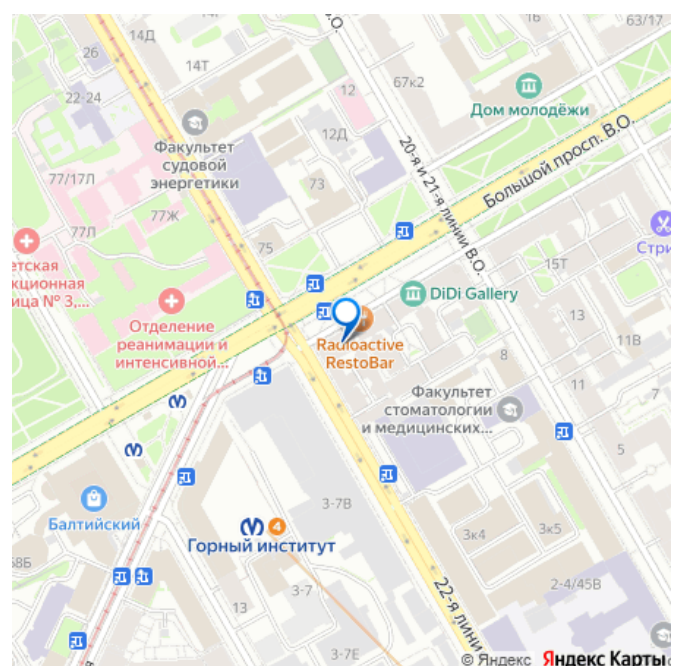 14Д
.О.
63/17
26
14Т
67к2
22-24
12
Дом молодёжи
Факультет
судовой
энергетики
12Д
20-я и 21-я линии В.О.
Большой просп. В.О.
77/17Л
73
77Ж
77Л
75
15Т
Стри
етская
кционная
ица № 3,...
DiDi Gallery
13
Отделение
реанимации и
интенсивной...
Radioactive
RestoBar
11В
8
Факультет
стоматологии
и медицинских...
11
7
5
Балтийский
3-7В
4
Горный институт
3к4
3к5
68Б
13
3-7
2-4/45В
22-я лини
3-7Е
© Яндекс Яндекс Карты